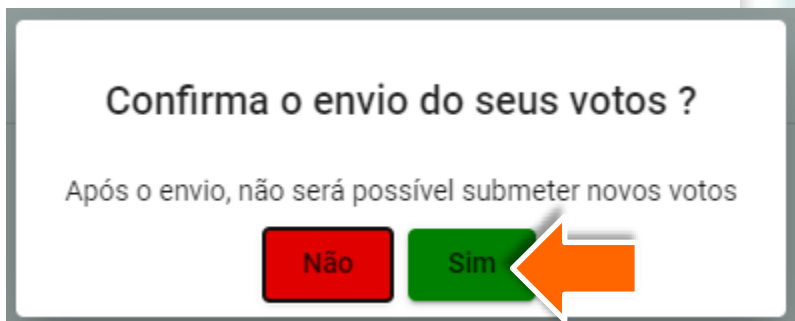 Confirma o envio do seus votos ?
Após o envio, não será possível submeter novos votos
Não
Sim